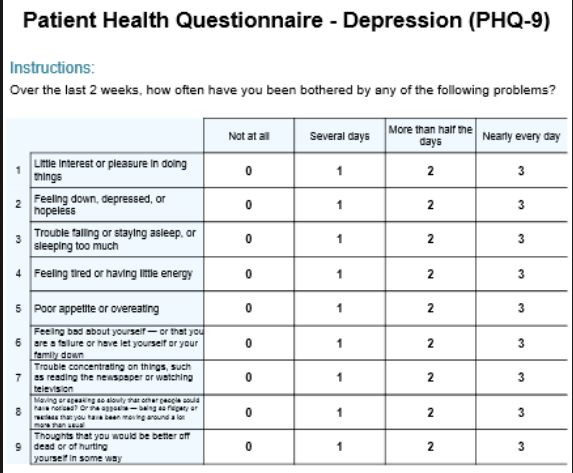 Patient Health Questionnaire - Depression (PHQ-9)
Instructions:
Over the last 2 weeks, how often have you been bothered by any of the following problems?
Not at all Several days More than half the days Nearly every day
1 Little interest or pleasure in doing
things 0 1 2 3
2 Feeling down, depressed, or
hopeless 0 1 2 3
3 Trouble falling or staying asleep, or
sleeping too much 0 1 2 3
4 Feeling tired or having little energy 0 1 2 3
5 Poor appetite or overeating 0 1 2 3
6 Feeling bad about yourself — or that you
are a failure or have let yourself or your
family down 0 1 2 3
7 Trouble concentrating on things, such
as reading the newspaper or watching
television 0 1 2 3
8 Moving or speaking so slowly that other people could
have noticed? Or the opposite — being so fidgety or
restless that you have been moving around a lot
more than usual 0 1 2 3
9 Thoughts that you would be better off
dead or of hurting
yourself in some way 0 1 2 3